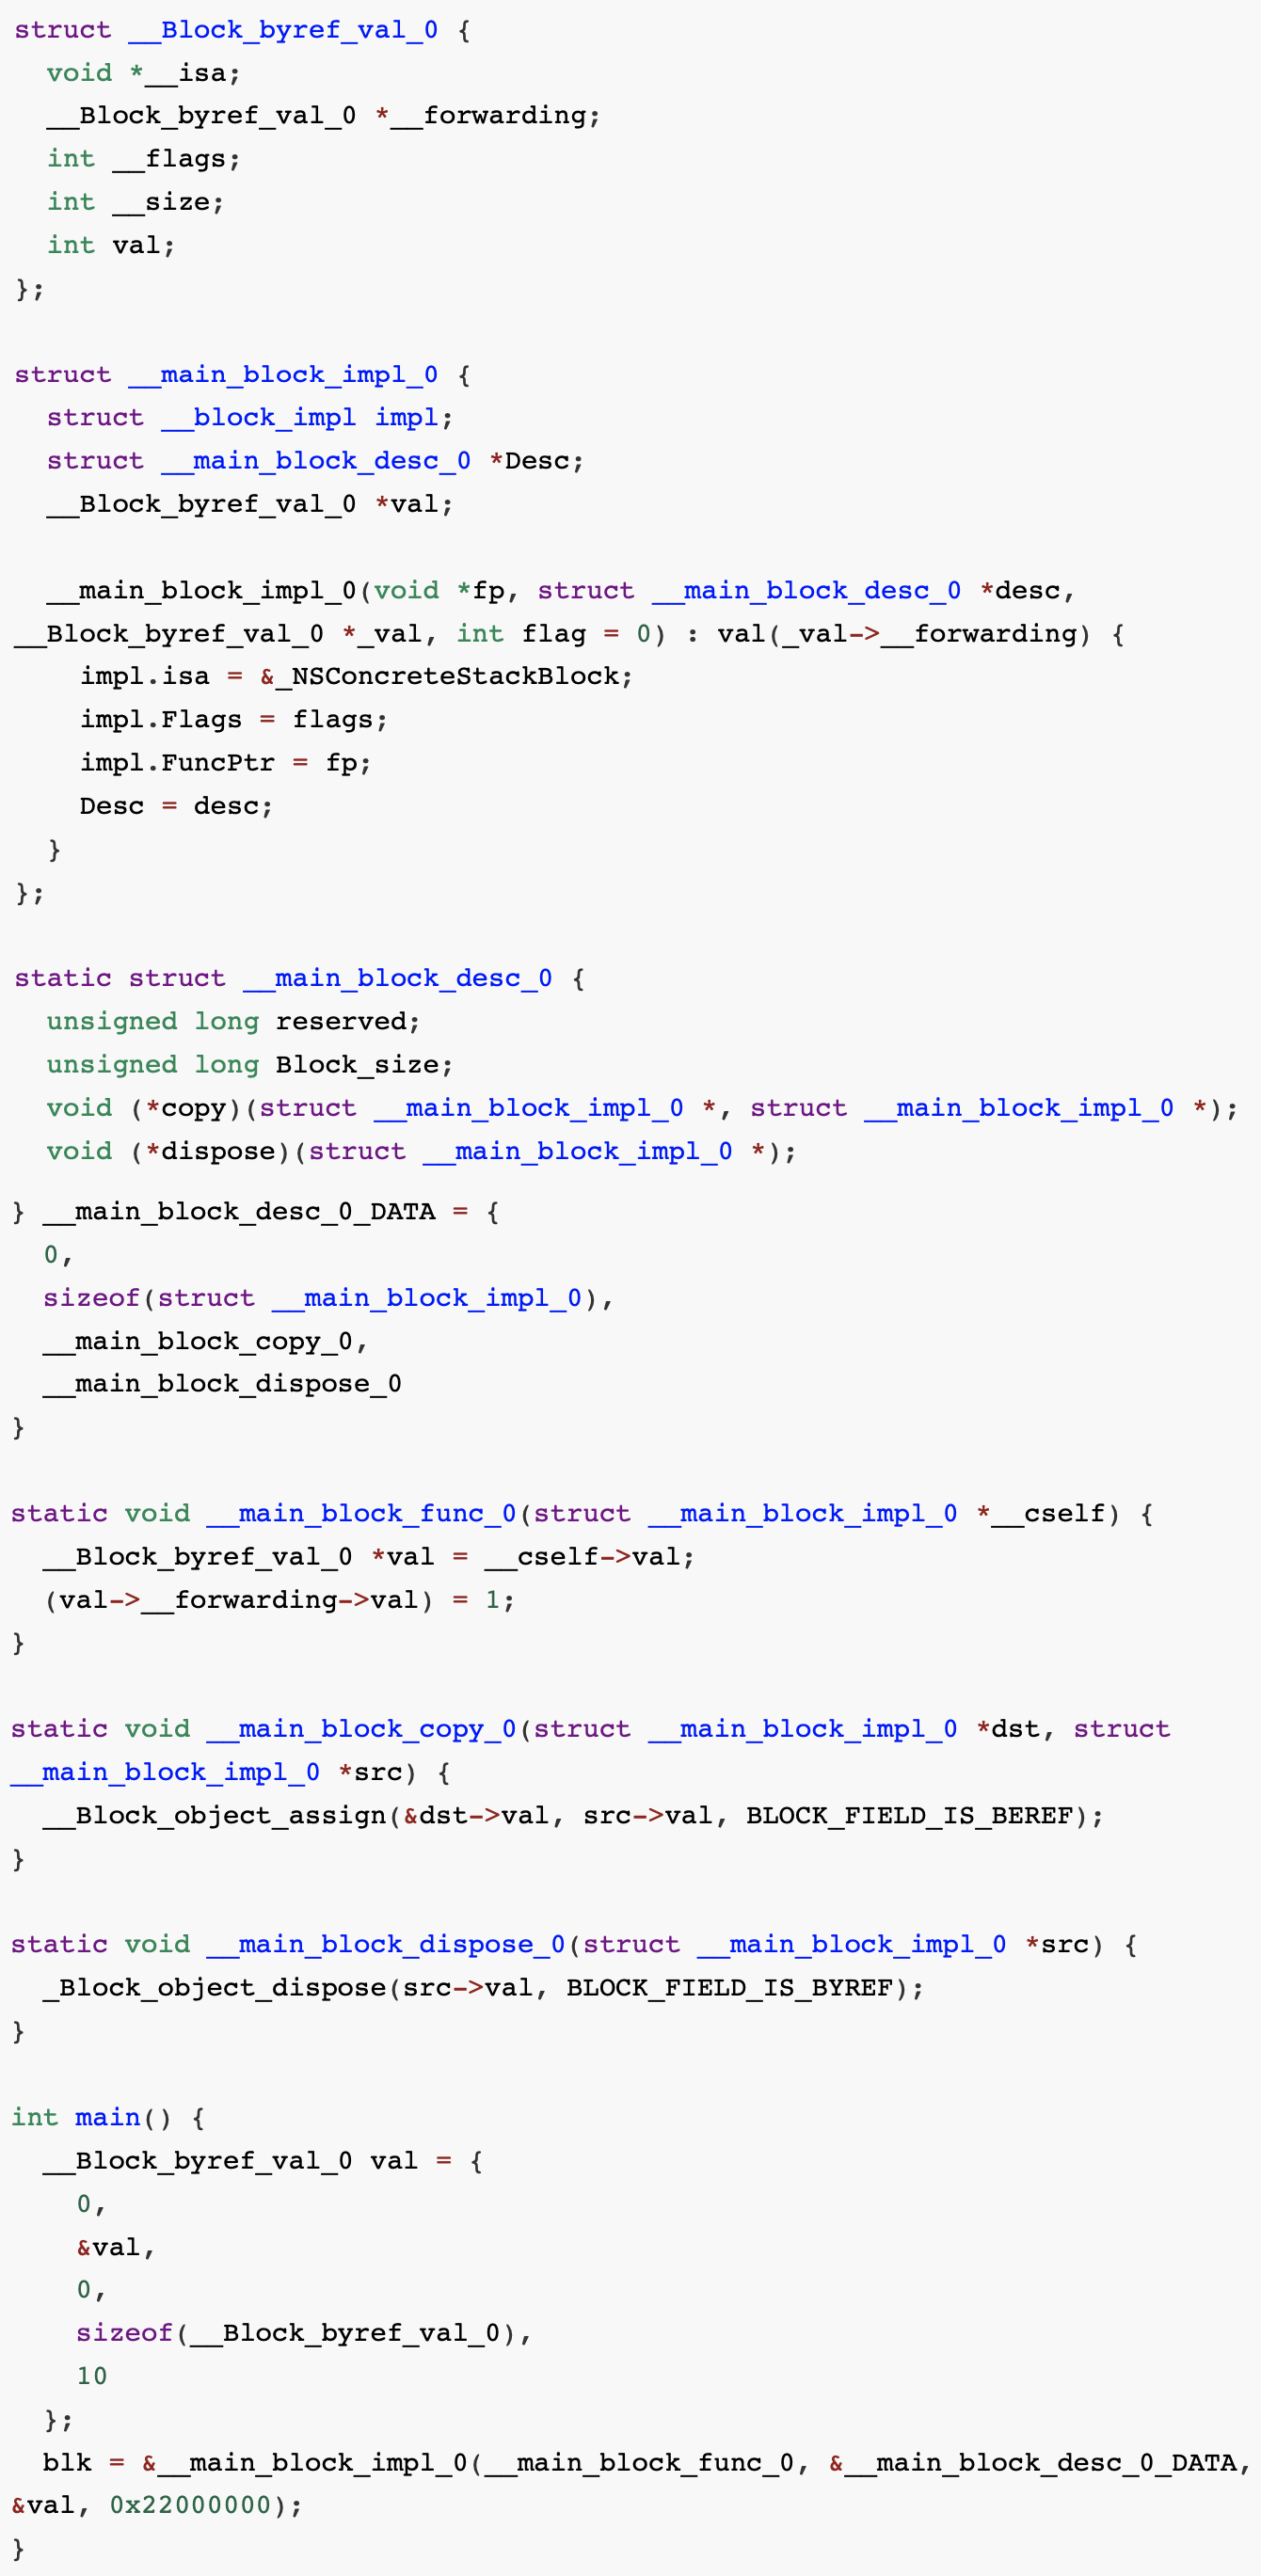 struct __Block_byref_val_0 {
  void *__isa;
  __Block_byref_val_0 *__forwarding;
  int __flags;
  int __size;
  int val;
};

struct __main_block_impl_0 {
  struct __block_impl impl;
  struct __main_block_desc_0 *Desc;
  __Block_byref_val_0 *val;

  __main_block_impl_0(void *fp, struct __main_block_desc_0 *desc,
__Block_byref_val_0 *_val, int flag = 0) : val(_val->__forwarding) {
    impl.isa = &_NSConcreteStackBlock;
    impl.Flags = flags;
    impl.FuncPtr = fp;
    Desc = desc;
  }
};

static struct __main_block_desc_0 {
  unsigned long reserved;
  unsigned long Block_size;
  void (*copy)(struct __main_block_impl_0 *, struct __main_block_impl_0 *);
  void (*dispose)(struct __main_block_impl_0 *);
} __main_block_desc_0_DATA = {
  0,
  sizeof(struct __main_block_impl_0),
  __main_block_copy_0,
  __main_block_dispose_0
}

static void __main_block_func_0(struct __main_block_impl_0 *__cself) {
  __Block_byref_val_0 *val = __cself->val;
  (val->__forwarding->val) = 1;
}

static void __main_block_copy_0(struct __main_block_impl_0 *dst, struct
__main_block_impl_0 *src) {
  __Block_object_assign(&dst->val, src->val, BLOCK_FIELD_IS_BEREF);
}

static void __main_block_dispose_0(struct __main_block_impl_0 *src) {
  _Block_object_dispose(src->val, BLOCK_FIELD_IS_BYREF);
}

int main() {
  __Block_byref_val_0 val = {
    0,
    &val,
    0,
    sizeof(__Block_byref_val_0),
    10
  };
  blk = &__main_block_impl_0(__main_block_func_0, &__main_block_desc_0_DATA,
&val, 0x22000000);
}